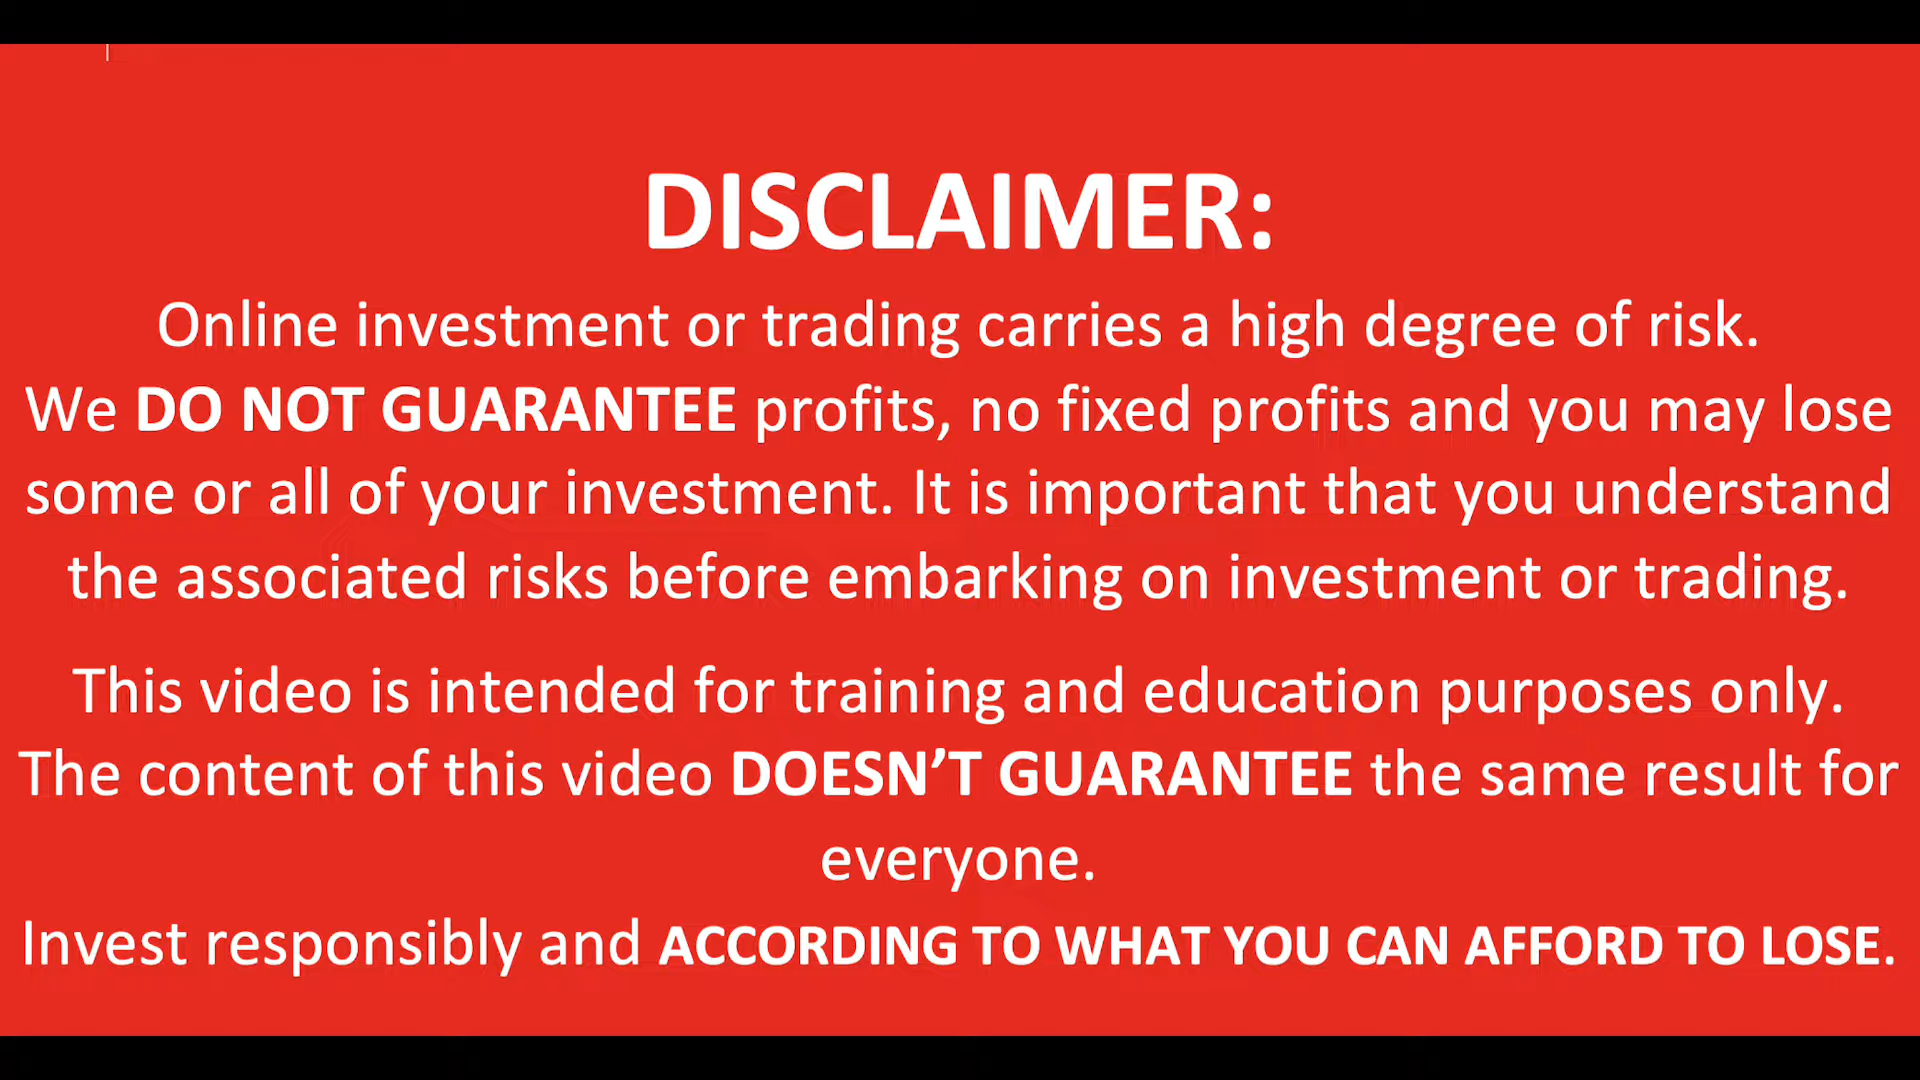 DISCLAIMER:
Online investment or trading carries a high degree of risk.
We DO NOT GUARANTEE profits, no fixed profits and you may lose
some or all of your investment. It is important that you understand
the associated risks before embarking on investment or trading.
This video is intended for training and education purposes only.
The content of this video DOESN’T GUARANTEE the same result for
everyone.
Invest responsibly and ACCORDING TO WHAT YOU CAN AFFORD TO LOSE.